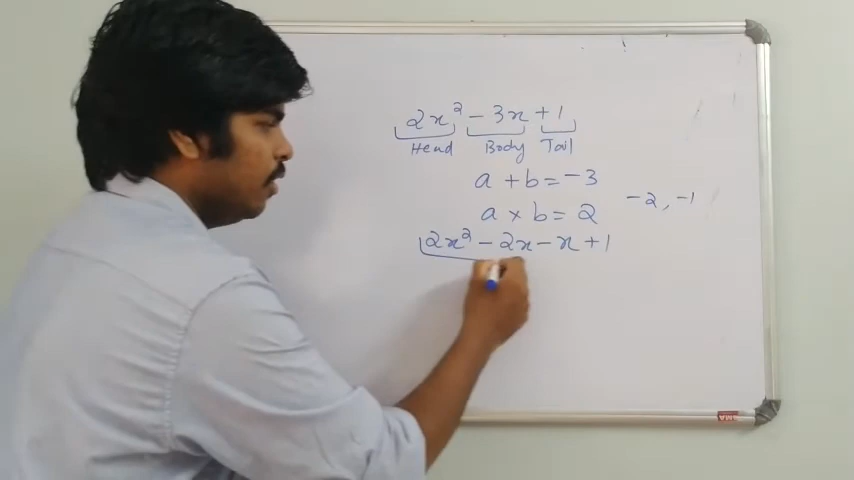 2x² - 3x + 1
Head Body Tail
a + b = -3
a × b = 2 -2, -1
2x² - 2x - x + 1